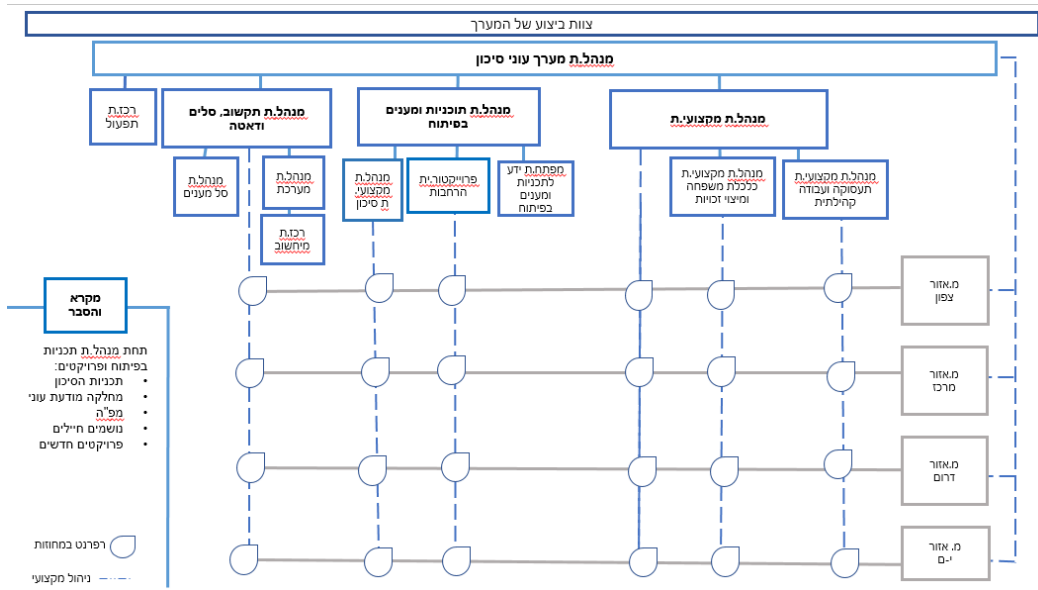 צוות ביצוע של המערך
מנהל.ת מערך עוני סיכון
מנהל.ת מקצועי.ת
מנהל.ת תוכניות ומענים
בפיתוח
מנהל.ת תקשוב, סלים
ודאטה
רכז.ת
תפעול
מנהל.ת מקצועי.ת
תעסוקה ועבודה
קהילתית
מנהל.ת מקצועי.ת
כלכלת משפחה
ומיצוי זכויות
מפתח.ת ידע
לתכניות
ומענים
בפיתוח
פרוייקטור.ית
הרחבות
מנהל.ת
מקצועי.
ת סיכון
מנהל.ת
מערכת
רכז.ת
מיחשוב
מנהל.ת
סל מענים
מ.אזור
צפון
מ.אזור
מרכז
מ.אזור
דרום
מ. אזור
י-ם
מקרא
והסבר
תחת מנהל.ת תכניות
בפיתוח ופרויקטים:
• תכניות הסיכון
• מחלקה מודעת עוני
• מפ"ה
• נושמים חיילים
• פרויקטים חדשים
רפרנט במחוזות
ניהול מקצועי